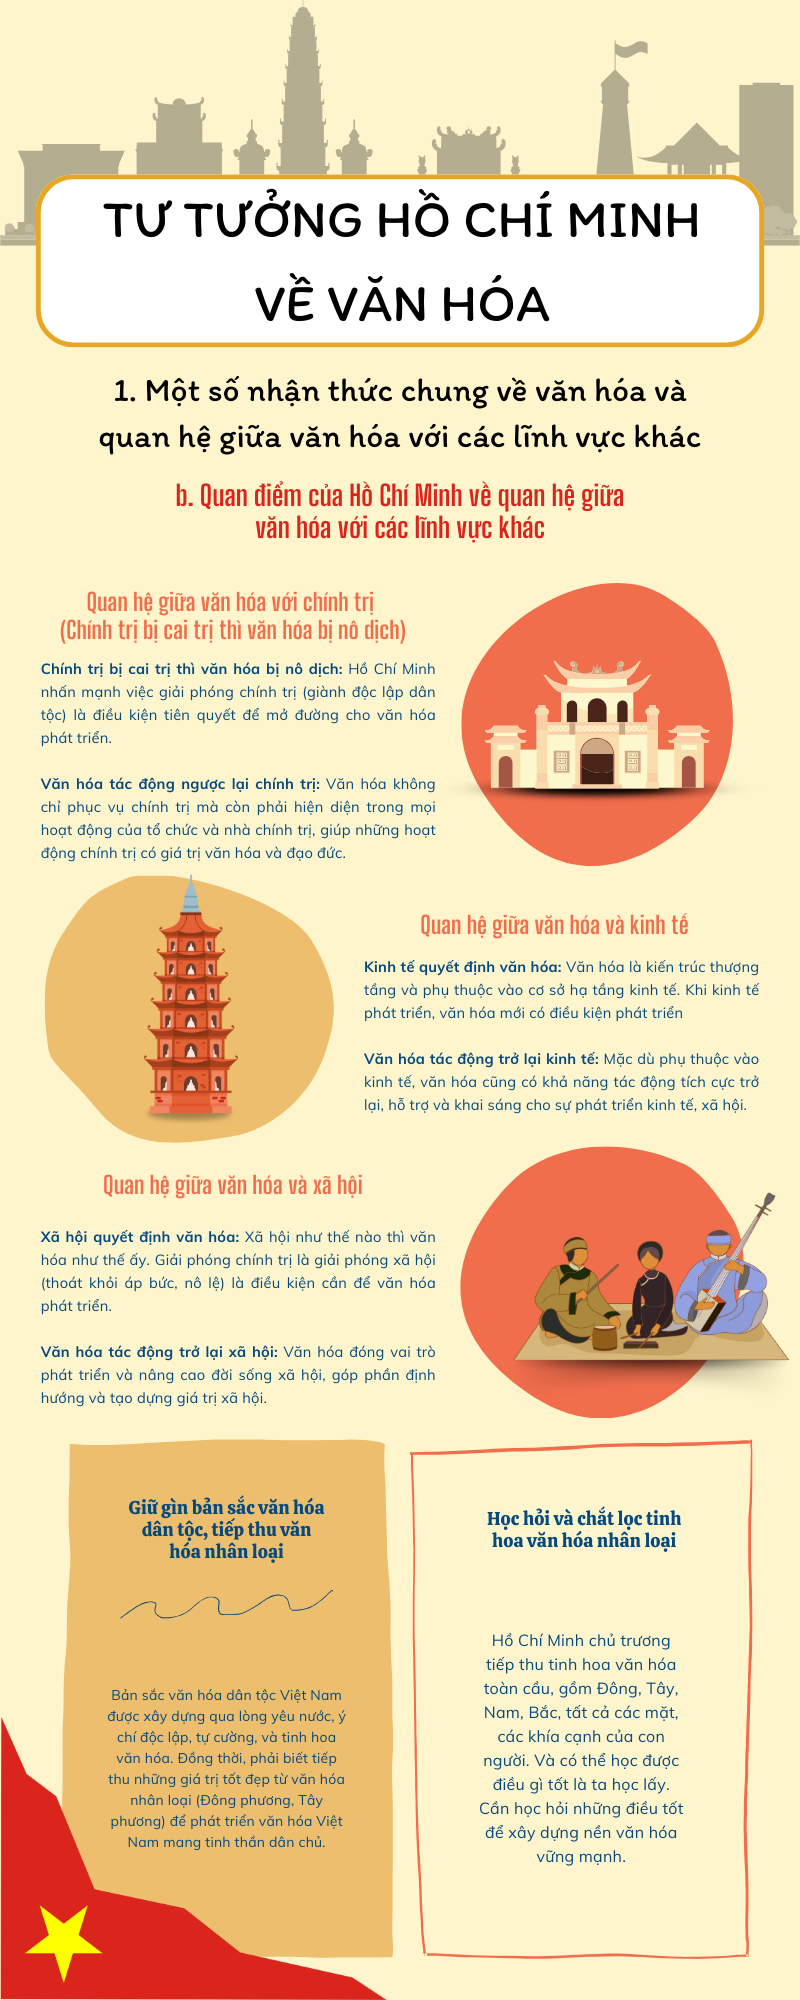 TƯ TƯỞNG HỒ CHÍ MINH
VỀ VĂN HÓA
1. Một số nhận thức chung về văn hóa và
quan hệ giữa văn hóa với các lĩnh vực khác
b. Quan điểm của Hồ Chí Minh về quan hệ giữa
văn hóa với các lĩnh vực khác
Quan hệ giữa văn hóa với chính trị
(Chính trị bị cai trị thì văn hóa bị nô dịch)
Chính trị bị cai trị thì văn hóa bị nô dịch: Hồ Chí Minh
nhấn mạnh việc giải phóng chính trị (giành độc lập dân
tộc) là điều kiện tiên quyết để mở đường cho văn hóa
phát triển.
Văn hóa tác động ngược lại chính trị: Văn hóa không
chỉ phục vụ chính trị mà còn phải hiện diện trong mọi
hoạt động của tổ chức và nhà chính trị, giúp những hoạt
động chính trị có giá trị văn hóa và đạo đức.
Quan hệ giữa văn hóa và kinh tế
Kinh tế quyết định văn hóa: Văn hóa là kiến trúc thượng
tầng và phụ thuộc vào cơ sở hạ tầng kinh tế. Khi kinh tế
phát triển, văn hóa mới có điều kiện phát triển
Văn hóa tác động trở lại kinh tế: Mặc dù phụ thuộc vào
kinh tế, văn hóa cũng có khả năng tác động tích cực trở
lại, hỗ trợ và khai sáng cho sự phát triển kinh tế, xã hội.
Quan hệ giữa văn hóa và xã hội
Xã hội quyết định văn hóa: Xã hội như thế nào thì văn
hóa như thế ấy. Giải phóng chính trị là giải phóng xã hội
(thoát khỏi áp bức, nô lệ) là điều kiện cần để văn hóa
phát triển.
Văn hóa tác động trở lại xã hội: Văn hóa đóng vai trò
phát triển và nâng cao đời sống xã hội, góp phần định
hướng và tạo dựng giá trị xã hội.
Giữ gìn bản sắc văn hóa
dân tộc, tiếp thu văn
hóa nhân loại
Bản sắc văn hóa dân tộc Việt Nam
được xây dựng qua lòng yêu nước, ý
chí độc lập, tự cường, và tinh hoa
văn hóa. Đồng thời, phải biết tiếp
thu những giá trị tốt đẹp từ văn hóa
nhân loại (Đông phương, Tây
phương) để phát triển văn hóa Việt
Nam mang tinh thần dân chủ.
Học hỏi và chắt lọc tinh
hoa văn hóa nhân loại
Hồ Chí Minh chủ trương
tiếp thu tinh hoa văn hóa
toàn cầu, gồm Đông, Tây,
Nam, Bắc, tất cả các mặt,
các khía cạnh của con
người. Và có thể học được
điều gì tốt là ta học lấy.
Cần học hỏi những điều tốt
để xây dựng nền văn hóa
vững mạnh.